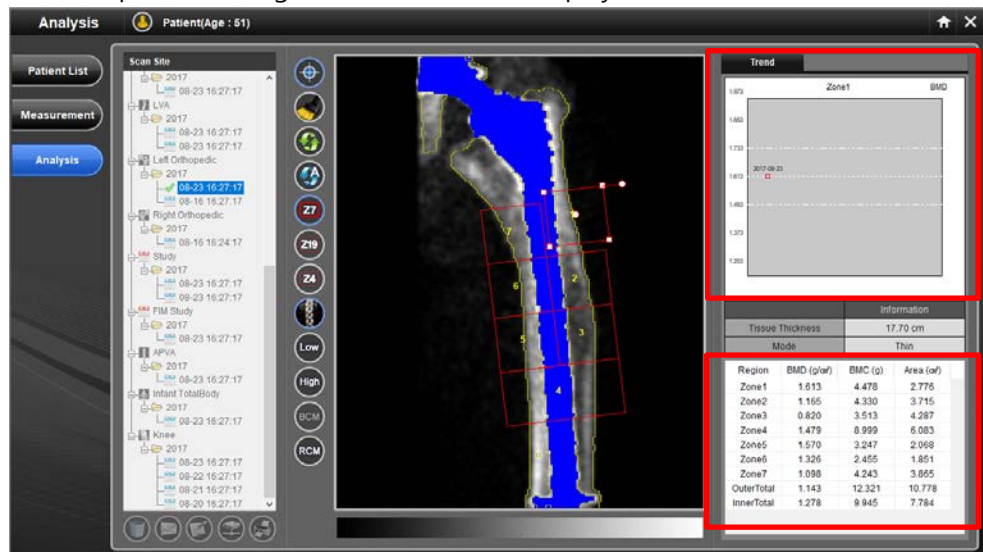 Analysis
Patient(Age : 51)
Patient List
Measurement
Analysis
Scan Site
2017
08-23 16:27:17
LVA
2017
08-23 16:27:17
08-23 16:27:17
Left Orthopedic
2017
08-23 16:27:17
08-16 16:27:17
Right Orthopedic
2017
08-16 16:24:17
Study
2017
08-23 16:27:17
08-23 16:27:17
FIM Study
2017
08-23 16:27:17
APVA
2017
08-23 16:27:17
Infant TotalBody
2017
08-23 16:27:17
Knee
2017
08-23 16:27:17
08-22 16:27:17
08-21 16:27:17
08-20 16:27:17
Z7
Z19
Z4
Low
High
BCM
RCM
7
6
2
5
3
4
Trend
Zone1 BMD
1.973
1.853
1.733
2017-08-23
1.613
1.493
1.373
1.253
Information
Tissue Thickness 17.70 cm
Mode Thin
Region BMD (g/㎠) BMC (g) Area (㎠)
Zone1 1.613 4.478 2.776
Zone2 1.165 4.330 3.715
Zone3 0.820 3.513 4.287
Zone4 1.479 8.999 6.083
Zone5 1.570 3.247 2.068
Zone6 1.326 2.455 1.851
Zone7 1.098 4.243 3.865
OuterTotal 1.143 12.321 10.778
InnerTotal 1.278 9.945 7.784